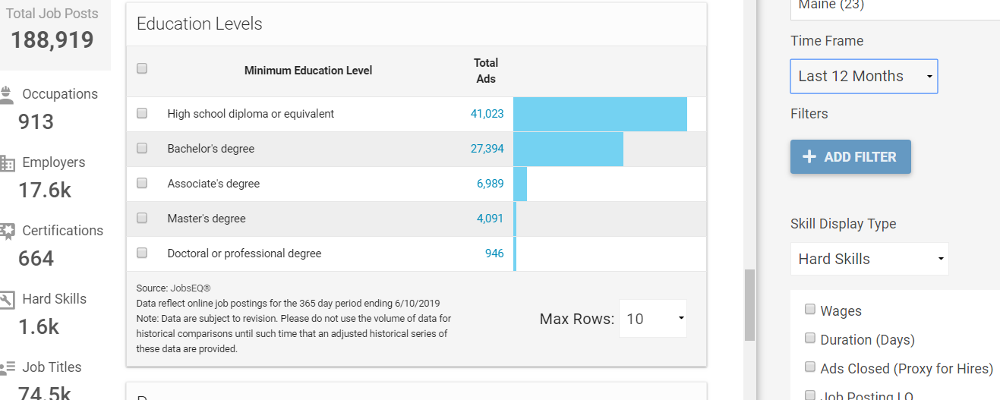 Total Job Posts
188,919
Occupations
913
Employers
17.6k
Certifications
664
Hard Skills
1.6k
Job Titles
74.5k
Education Levels
Minimum Education Level
Total
Ads
High school diploma or equivalent 41,023
Bachelor's degree 27,394
Associate's degree 6,989
Master's degree 4,091
Doctoral or professional degree 946
Source: JobsEQ®
Data reflect online job postings for the 365 day period ending 6/10/2019
Note: Data are subject to revision. Please do not use the volume of data for
historical comparisons until such time that an adjusted historical series of
these data are provided.
Max Rows: 10
Maine (23)
Time Frame
Last 12 Months
Filters
+ ADD FILTER
Skill Display Type
Hard Skills
Wages
Duration (Days)
Ads Closed (Proxy for Hires)
Job Posting